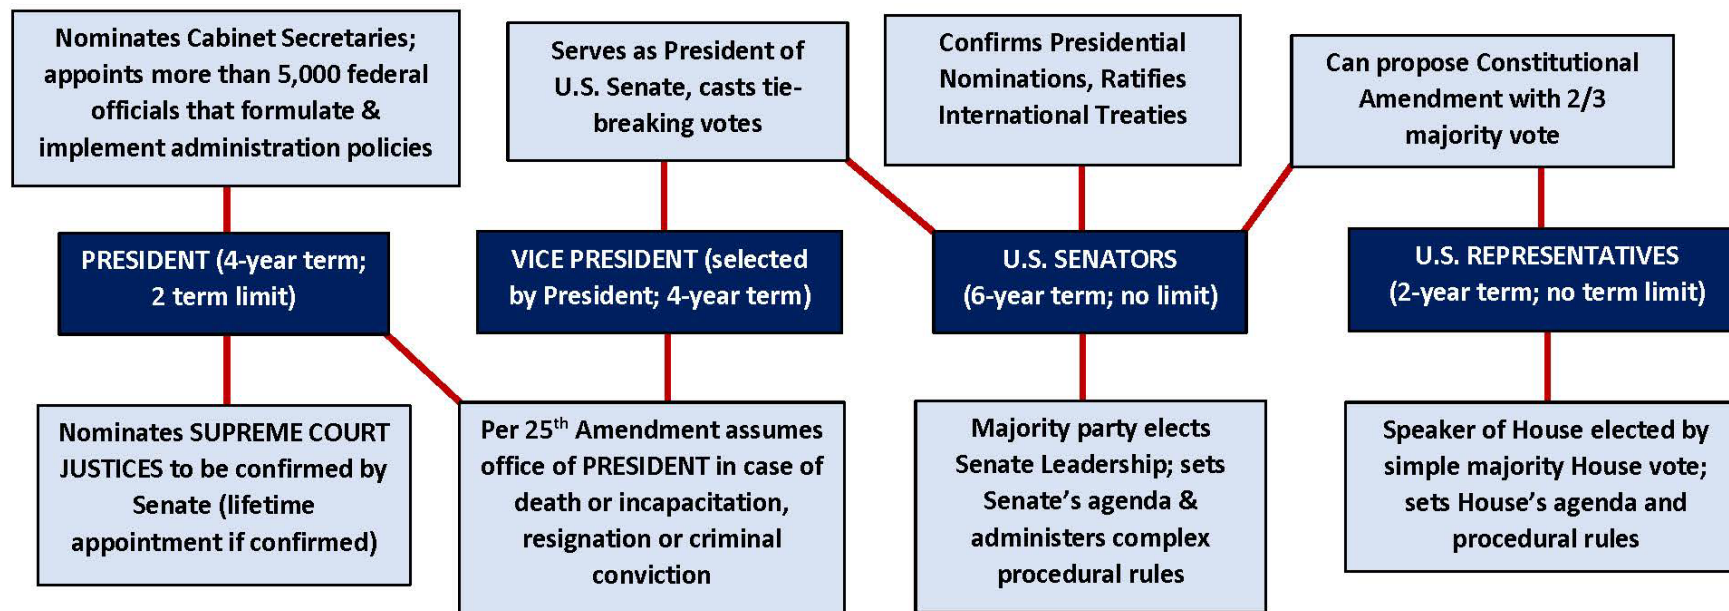 Nominates Cabinet Secretaries;
appoints more than 5,000 federal
officials that formulate &
implement administration policies
Serves as President of
U.S. Senate, casts tie-
breaking votes
Confirms Presidential
Nominations, Ratifies
International Treaties
Can propose Constitutional
Amendment with 2/3
majority vote
PRESIDENT (4-year term;
2 term limit)
VICE PRESIDENT (selected
by President; 4-year term)
U.S. SENATORS
(6-year term; no limit)
U.S. REPRESENTATIVES
(2-year term; no term limit)
Nominates SUPREME COURT
JUSTICES to be confirmed by
Senate (lifetime
appointment if confirmed)
Per 25th Amendment assumes
office of PRESIDENT in case of
death or incapacitation,
resignation or criminal
conviction
Majority party elects
Senate Leadership; sets
Senate's agenda &
administers complex
procedural rules
Speaker of House elected by
simple majority House vote;
sets House's agenda and
procedural rules